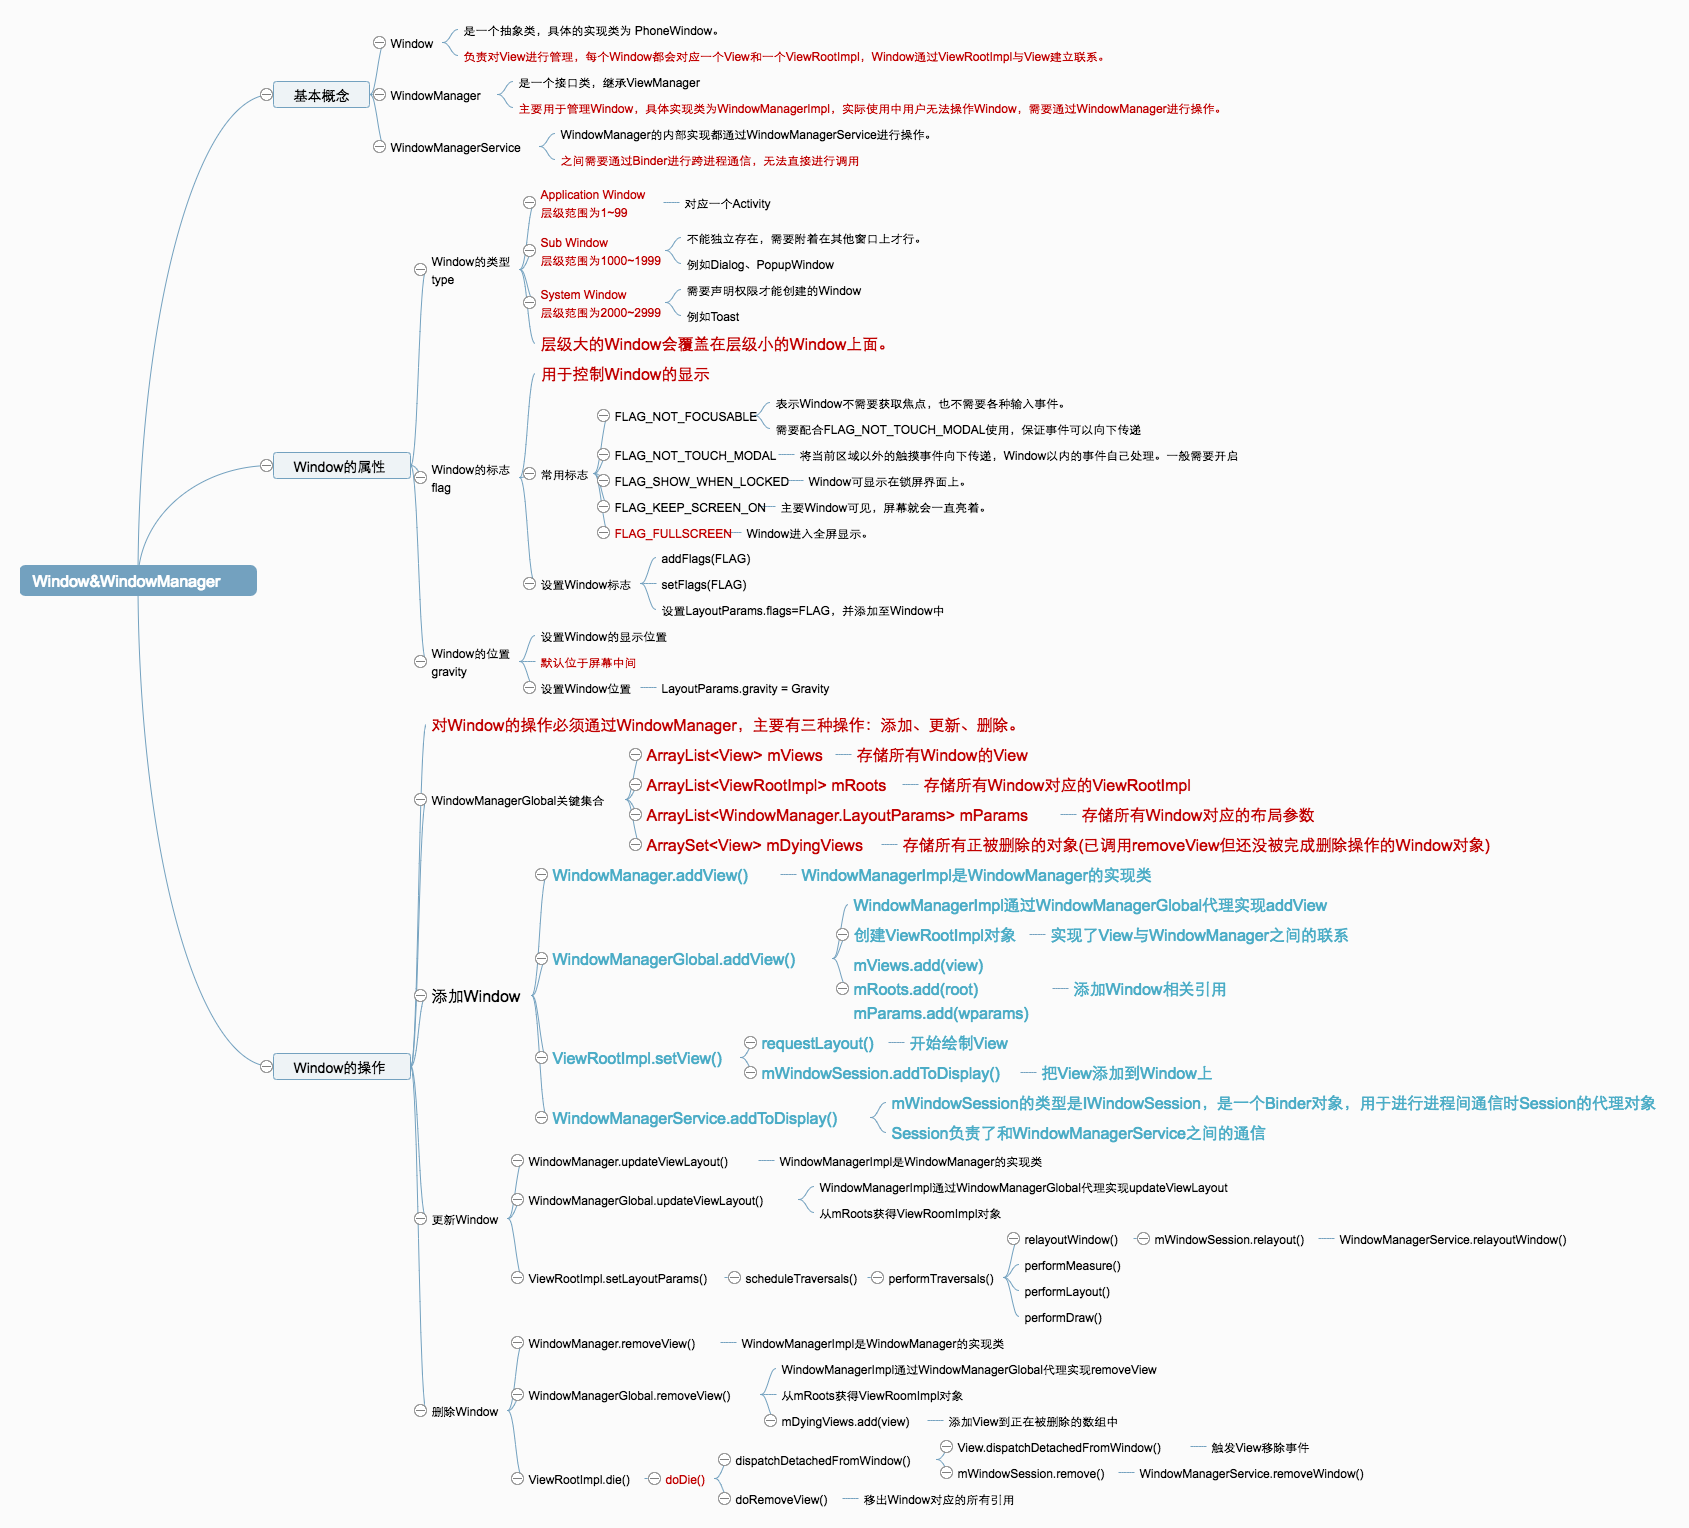 Window&WindowManager
基本概念
Window
是一个抽象类，具体的实现类为 PhoneWindow。
负责对View进行管理，每个Window都会对应一个View和一个ViewRootImpl，Window通过ViewRootImpl与View建立联系。
WindowManager
是一个接口类，继承ViewManager
主要用于管理Window，具体实现类为WindowManagerImpl，实际使用中用户无法操作Window，需要通过WindowManager进行操作。
WindowManagerService
WindowManager的内部实现都通过WindowManagerService进行操作。
之间需要通过Binder进行跨进程通信，无法直接进行调用
Window的属性
Window的类型
type
Application Window
层级范围为1~99
对应一个Activity
Sub Window
层级范围为1000~1999
不能独立存在，需要附着在其他窗口上才行。
例如Dialog、PopupWindow
System Window
层级范围为2000~2999
需要声明权限才能创建的Window
例如Toast
层级大的Window会覆盖在层级小的Window上面。
Window的标志
flag
用于控制Window的显示
常用标志
FLAG_NOT_FOCUSABLE
表示Window不需要获取焦点，也不需要各种输入事件。
需要配合FLAG_NOT_TOUCH_MODAL使用，保证事件可以向下传递
FLAG_NOT_TOUCH_MODAL
将当前区域以外的触摸事件向下传递，Window以内的事件自己处理。一般需要开启
FLAG_SHOW_WHEN_LOCKED
Window可显示在锁屏界面上。
FLAG_KEEP_SCREEN_ON
主要Window可见，屏幕就会一直亮着。
FLAG_FULLSCREEN
Window进入全屏显示。
设置Window标志
addFlags(FLAG)
setFlags(FLAG)
设置LayoutParams.flags=FLAG，并添加至Window中
Window的位置
gravity
设置Window的显示位置
默认位于屏幕中间
设置Window位置
LayoutParams.gravity = Gravity
Window的操作
对Window的操作必须通过WindowManager，主要有三种操作：添加、更新、删除。
WindowManagerGlobal关键集合
ArrayList<View> mViews
存储所有Window的View
ArrayList<ViewRootImpl> mRoots
存储所有Window对应的ViewRootImpl
ArrayList<WindowManager.LayoutParams> mParams
存储所有Window对应的布局参数
ArraySet<View> mDyingViews
存储所有正被删除的对象(已调用removeView但还没被完成删除操作的Window对象)
添加Window
WindowManager.addView()
WindowManagerImpl是WindowManager的实现类
WindowManagerGlobal.addView()
WindowManagerImpl通过WindowManagerGlobal代理实现addView
创建ViewRootImpl对象
实现了View与WindowManager之间的联系
mViews.add(view)
mRoots.add(root)
mParams.add(wparams)
添加Window相关引用
ViewRootImpl.setView()
requestLayout()
开始绘制View
mWindowSession.addToDisplay()
把View添加到Window上
WindowManagerService.addToDisplay()
mWindowSession的类型是IWindowSession，是一个Binder对象，用于进行进程间通信时Session的代理对象
Session负责了和WindowManagerService之间的通信
更新Window
WindowManager.updateViewLayout()
WindowManagerImpl是WindowManager的实现类
WindowManagerGlobal.updateViewLayout()
WindowManagerImpl通过WindowManagerGlobal代理实现updateViewLayout
从mRoots获得ViewRoomImpl对象
ViewRootImpl.setLayoutParams()
scheduleTraversals()
performTraversals()
relayoutWindow()
mWindowSession.relayout()
WindowManagerService.relayoutWindow()
performMeasure()
performLayout()
performDraw()
删除Window
WindowManager.removeView()
WindowManagerImpl是WindowManager的实现类
WindowManagerGlobal.removeView()
WindowManagerImpl通过WindowManagerGlobal代理实现removeView
从mRoots获得ViewRoomImpl对象
mDyingViews.add(view)
添加View到正在被删除的数组中
ViewRootImpl.die()
doDie()
dispatchDetachedFromWindow()
View.dispatchDetachedFromWindow()
触发View移除事件
mWindowSession.remove()
WindowManagerService.removeWindow()
doRemoveView()
移出Window对应的所有引用